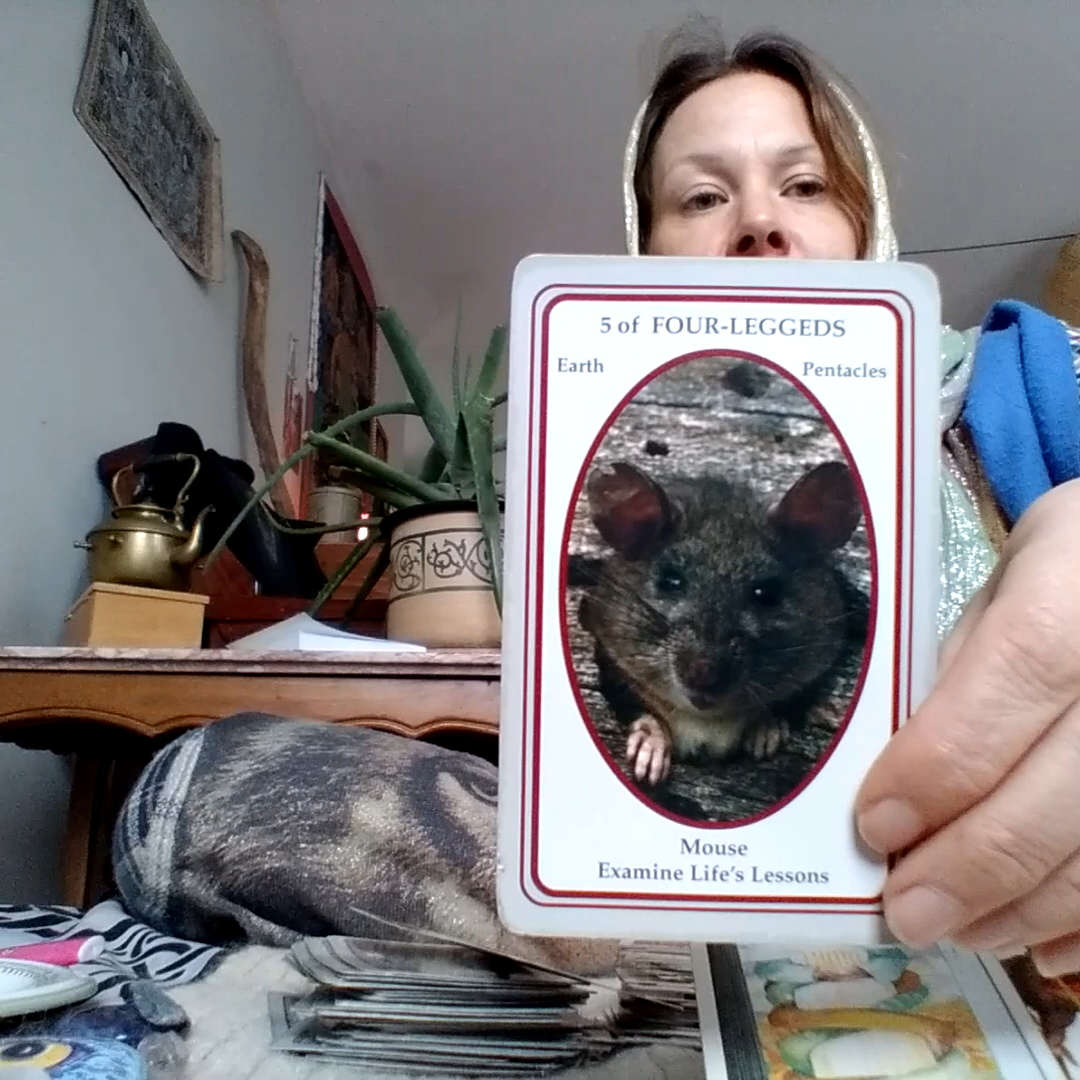 5 of FOUR-LEGGEDS
Earth
Pentacles
Mouse
Examine Life's Lessons